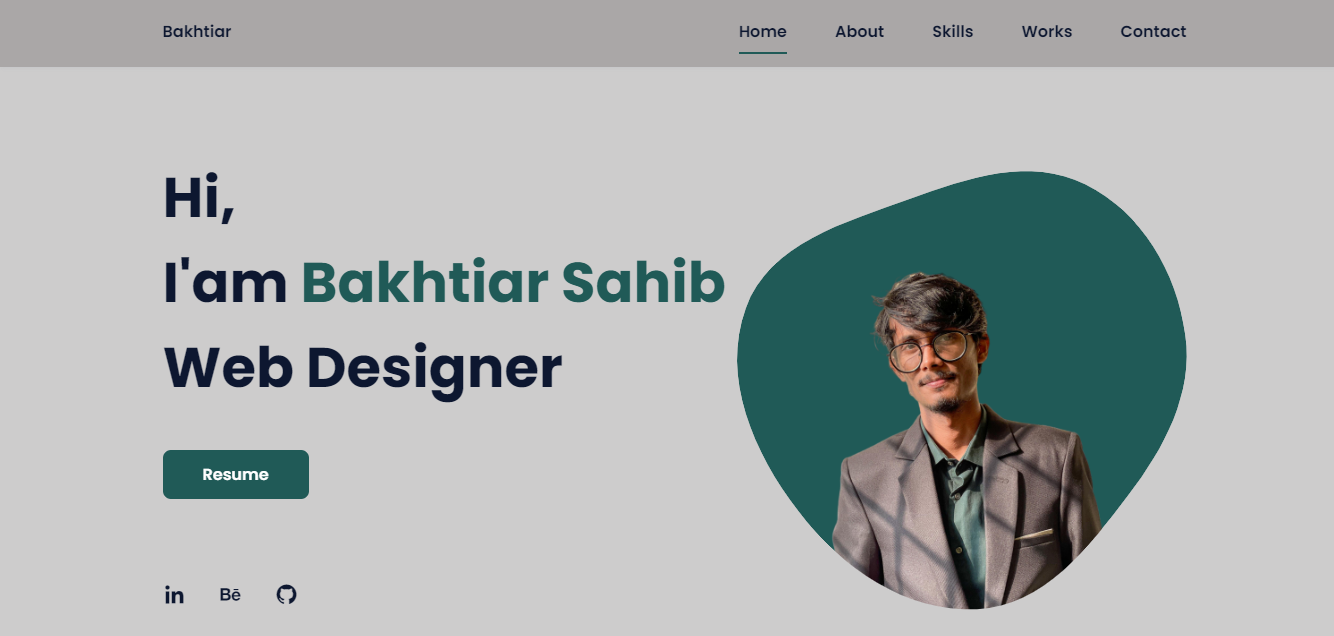 Bakhtiar
Home About Skills Works Contact
Hi,
I'am Bakhtiar Sahib
Web Designer
Resume
in Bē